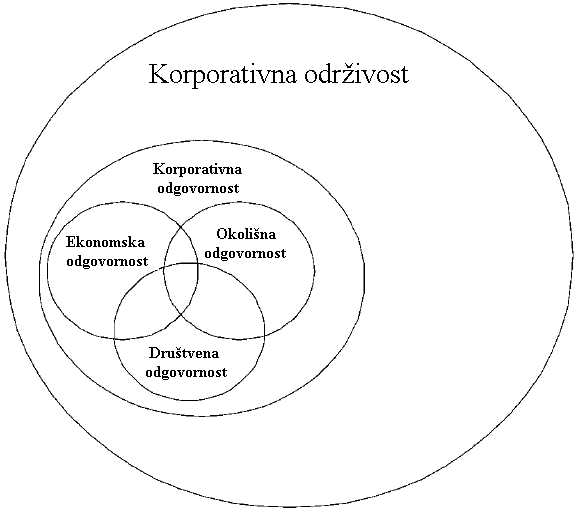 Korporativna održivost
Korporativna
odgovornost
Ekonomska
odgovornost
Okolišna
odgovornost
Društvena
odgovornost